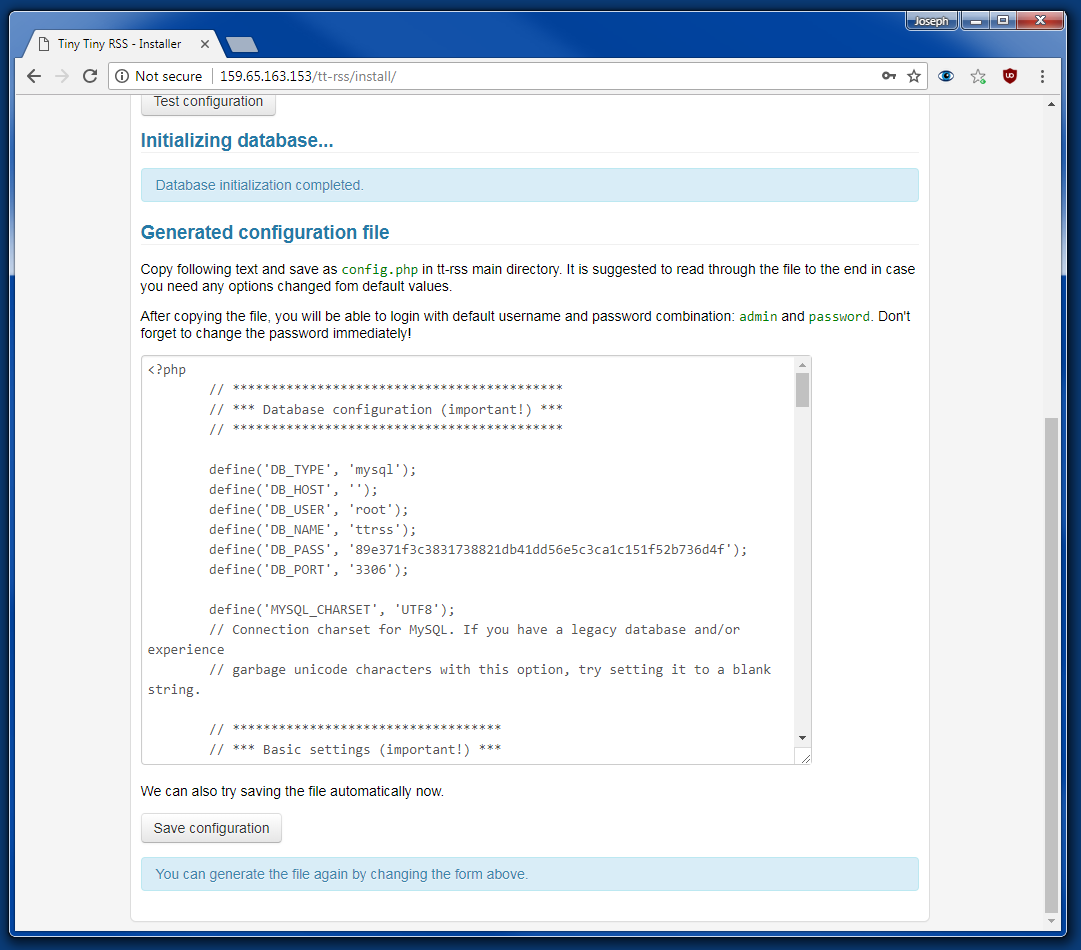 Joseph
Tiny Tiny RSS - Installer
Not secure | 159.65.163.153/tt-rss/install/
Test configuration
Initializing database...
Database initialization completed.
Generated configuration file
Copy following text and save as config.php in tt-rss main directory. It is suggested to read through the file to the end in case
you need any options changed fom default values.
After copying the file, you will be able to login with default username and password combination: admin and password. Don't
forget to change the password immediately!
<?php
// *******************************************
// *** Database configuration (important!) ***
// *******************************************
define('DB_TYPE', 'mysql');
define('DB_HOST', '');
define('DB_USER', 'root');
define('DB_NAME', 'ttrss');
define('DB_PASS', '89e371f3c3831738821db41dd56e5c3ca1c151f52b736d4f');
define('DB_PORT', '3306');
define('MYSQL_CHARSET', 'UTF8');
// Connection charset for MySQL. If you have a legacy database and/or
experience
// garbage unicode characters with this option, try setting it to a blank
string.
// ***********************************
// *** Basic settings (important!) ***
We can also try saving the file automatically now.
Save configuration
You can generate the file again by changing the form above.